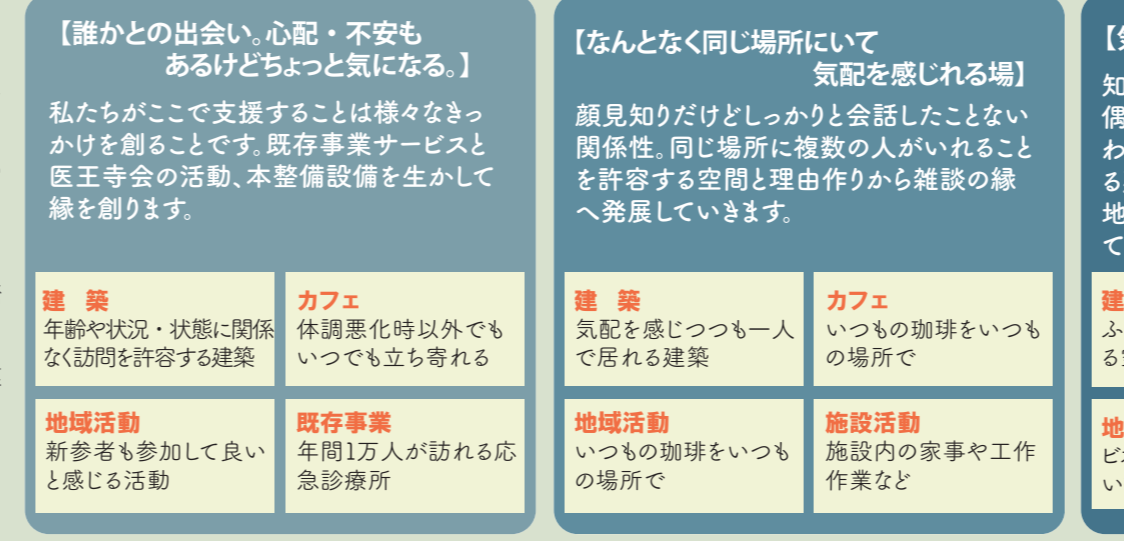 【誰かとの出会い。心配・不安も
あるけどちょっと気になる。】
私たちがここで支援することは様々なきっ
かけを創ることです。既存事業サービスと
医王寺会の活動、本整備設備を生かして
縁を創ります。
建 築
年齢や状況・状態に関係
なく訪問を許容する建築
カフェ
体調悪化時以外でも
いつでも立ち寄れる
地域活動
新参者も参加して良い
と感じる活動
既存事業
年間1万人が訪れる応
急診療所
【なんとなく同じ場所にいて
気配を感じれる場】
顔見知りだけどしっかりと会話したことない
関係性。同じ場所に複数の人がいれること
を許容する空間と理由作りから雑談の縁
へ発展していきます。
建 築
気配を感じつつも一人
で居れる建築
カフェ
いつもの珈琲をいつも
の場所で
地域活動
いつもの珈琲をいつも
の場所で
施設活動
施設内の家事や工作
作業など
【
知
偶
わ
る
地
て
建
ふ
る
地
ビ
い